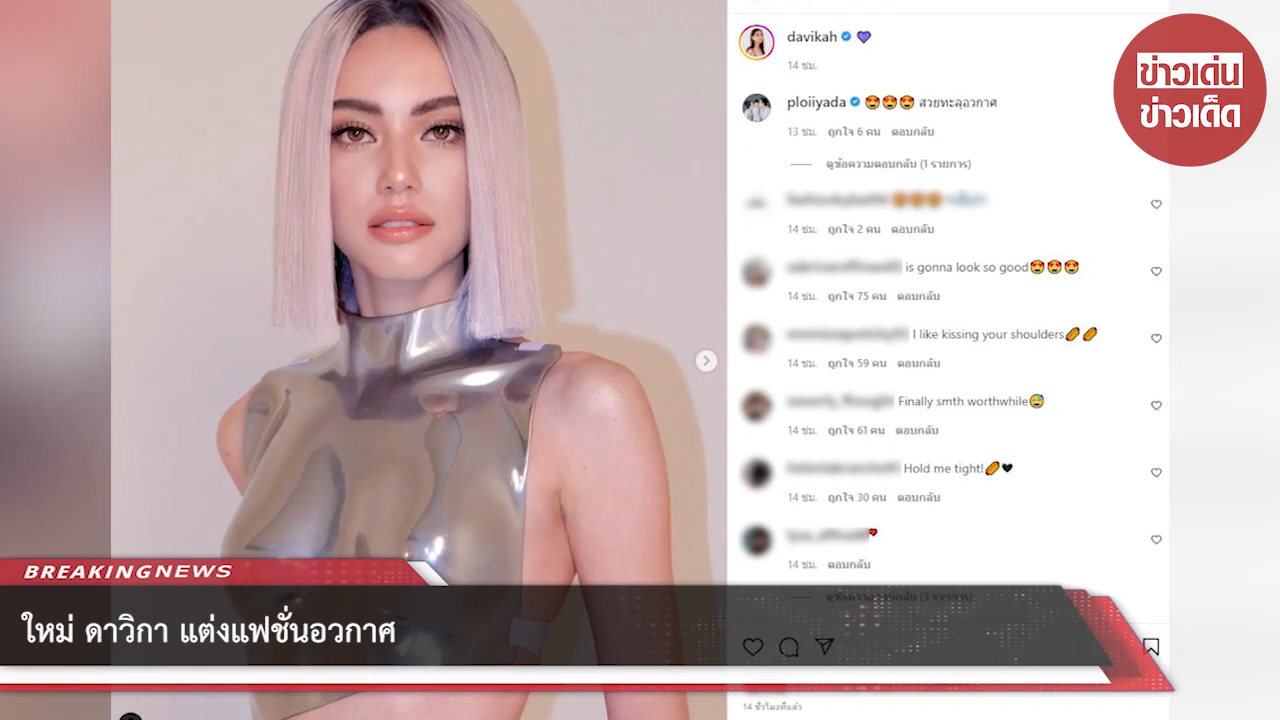 davikah
14 ชม.
ploiiyada 😍😍😍 สวยทะลุอวกาศ
13 ชม. ถูกใจ 6 คน ตอบกลับ
ดูข้อความตอบกลับ (1 รายการ)
14 ชม. ถูกใจ 2 คน ตอบกลับ
is gonna look so good😍😍😍
14 ชม. ถูกใจ 75 คน ตอบกลับ
I like kissing your shoulders
14 ชม. ถูกใจ 59 คน ตอบกลับ
Finally smth worthwhile😅
14 ชม. ถูกใจ 61 คน ตอบกลับ
Hold me tight!
14 ชม. ถูกใจ 30 คน ตอบกลับ
14 ชม. ตอบกลับ
14 ชั่วโมงที่แล้ว
ข่าวเด่น
ข่าวเด็ด
BREAKINGNEWS
ใหม่ ดาวิกา แต่งแฟชั่นอวกาศ